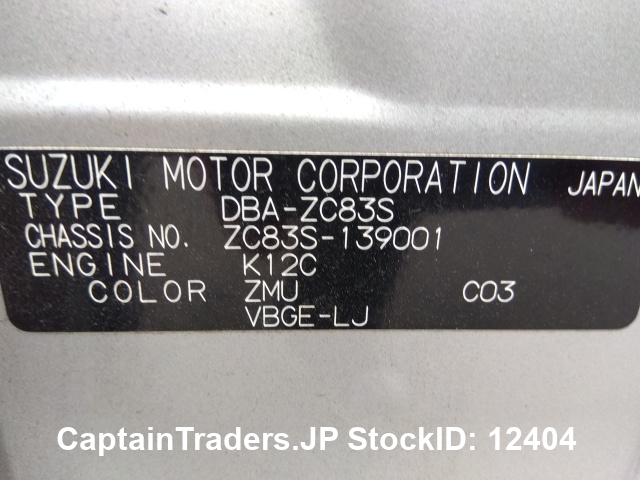 SUZUKI MOTOR CORPORATION JAPAN
TYPE DBA-ZC83S
CHASSIS NO. ZC83S-139001
ENGINE K12C
COLOR ZMU C03
VBGE-LJ
CaptainTraders.JP StockID: 12404